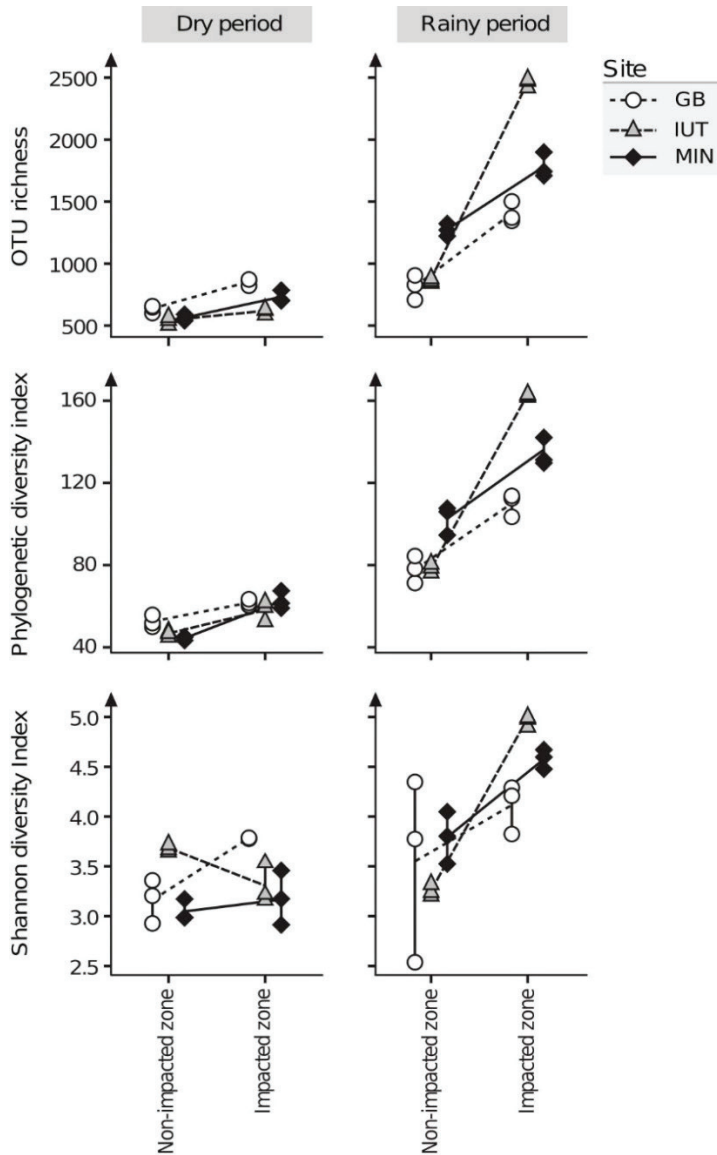 Dry period
Rainy period
Site
GB
IUT
MIN
OTU richness
2500
2000
1500
1000
500
Phylogenetic diversity index
160
120
80
40
Shannon diversity Index
5.0
4.5
4.0
3.5
3.0
2.5
Non-impacted zone
Impacted zone
Non-impacted zone
Impacted zone